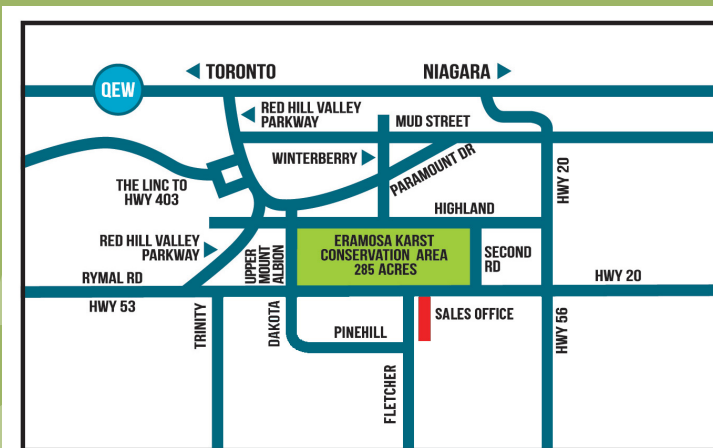 TORONTO
NIAGARA
QEW
RED HILL VALLEY
PARKWAY
MUD STREET
WINTERBERRY
PARAMOUNT DR
THE LINC TO
HWY 403
HWY 20
HIGHLAND
RED HILL VALLEY
PARKWAY
UPPER
MOUNT
ALBION
ERAMOSA KARST
CONSERVATION AREA
285 ACRES
SECOND
RD
RYMAL RD
HWY 20
HWY 53
TRINITY
DAKOTA
PINEHILL
SALES OFFICE
HWY 56
FLETCHER